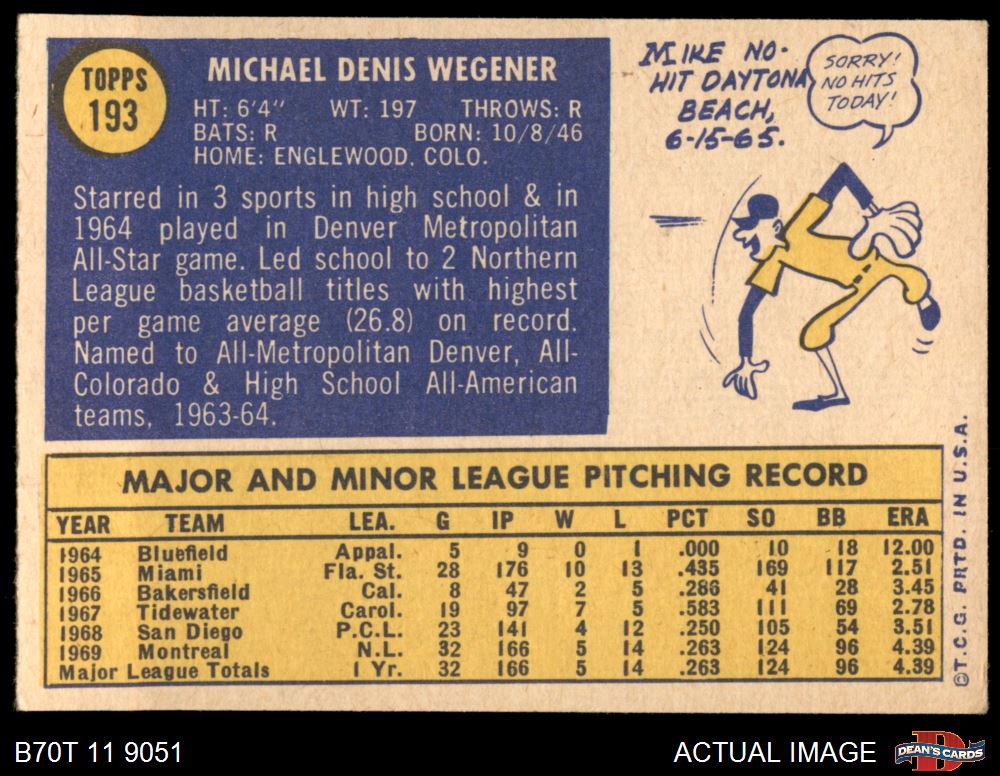 TOPPS
193
MICHAEL DENIS WEGENER
HT: 6'4" WT: 197 THROWS: R
BATS: R BORN: 10/8/46
HOME: ENGLEWOOD, COLO.
Starred in 3 sports in high school & in
1964 played in Denver Metropolitan
All-Star game. Led school to 2 Northern
League basketball titles with highest
per game average (26.8) on record.
Named to All-Metropolitan Denver, All-
Colorado & High School All-American
teams, 1963-64.
MIKE NO-
HIT DAYTONA
BEACH,
6-15-65.
SORRY!
NO HITS
TODAY!
MAJOR AND MINOR LEAGUE PITCHING RECORD
YEAR TEAM LEA. G IP W L PCT SO BB ERA
1964 Bluefield Appal. 5 9 0 1 .000 10 18 12.00
1965 Miami Fla. St. 28 176 10 13 .435 169 117 2.51
1966 Bakersfield Cal. 8 47 2 5 .286 41 28 3.45
1967 Tidewater Carol. 19 97 7 5 .583 111 69 2.78
1968 San Diego P.C.L. 23 141 4 12 .250 105 54 3.51
1969 Montreal N.L. 32 166 5 14 .263 124 96 4.39
Major League Totals 1 Yr. 32 166 5 14 .263 124 96 4.39
©T.C.G. PRTD. IN U.S.A.
B70T 11 9051
ACTUAL IMAGE
DEAN'S CARDS